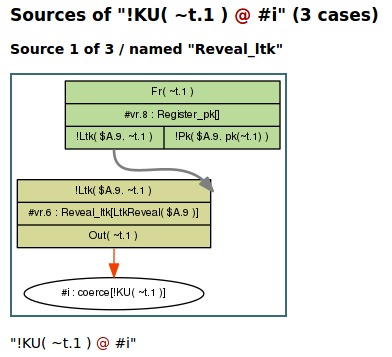 Sources of "!KU( ~t.1 ) @ #i" (3 cases)
Source 1 of 3 / named "Reveal_ltk"
Fr( ~t.1 )
#vr.8 : Register_pk[]
!Ltk( $A.9, ~t.1 ) !Pk( $A.9, pk(~t.1) )
!Ltk( $A.9, ~t.1 )
#vr.6 : Reveal_ltk[LtkReveal( $A.9 )]
Out( ~t.1 )
#i : coerce[!KU( ~t.1 )]
"!KU( ~t.1 ) @ #i"